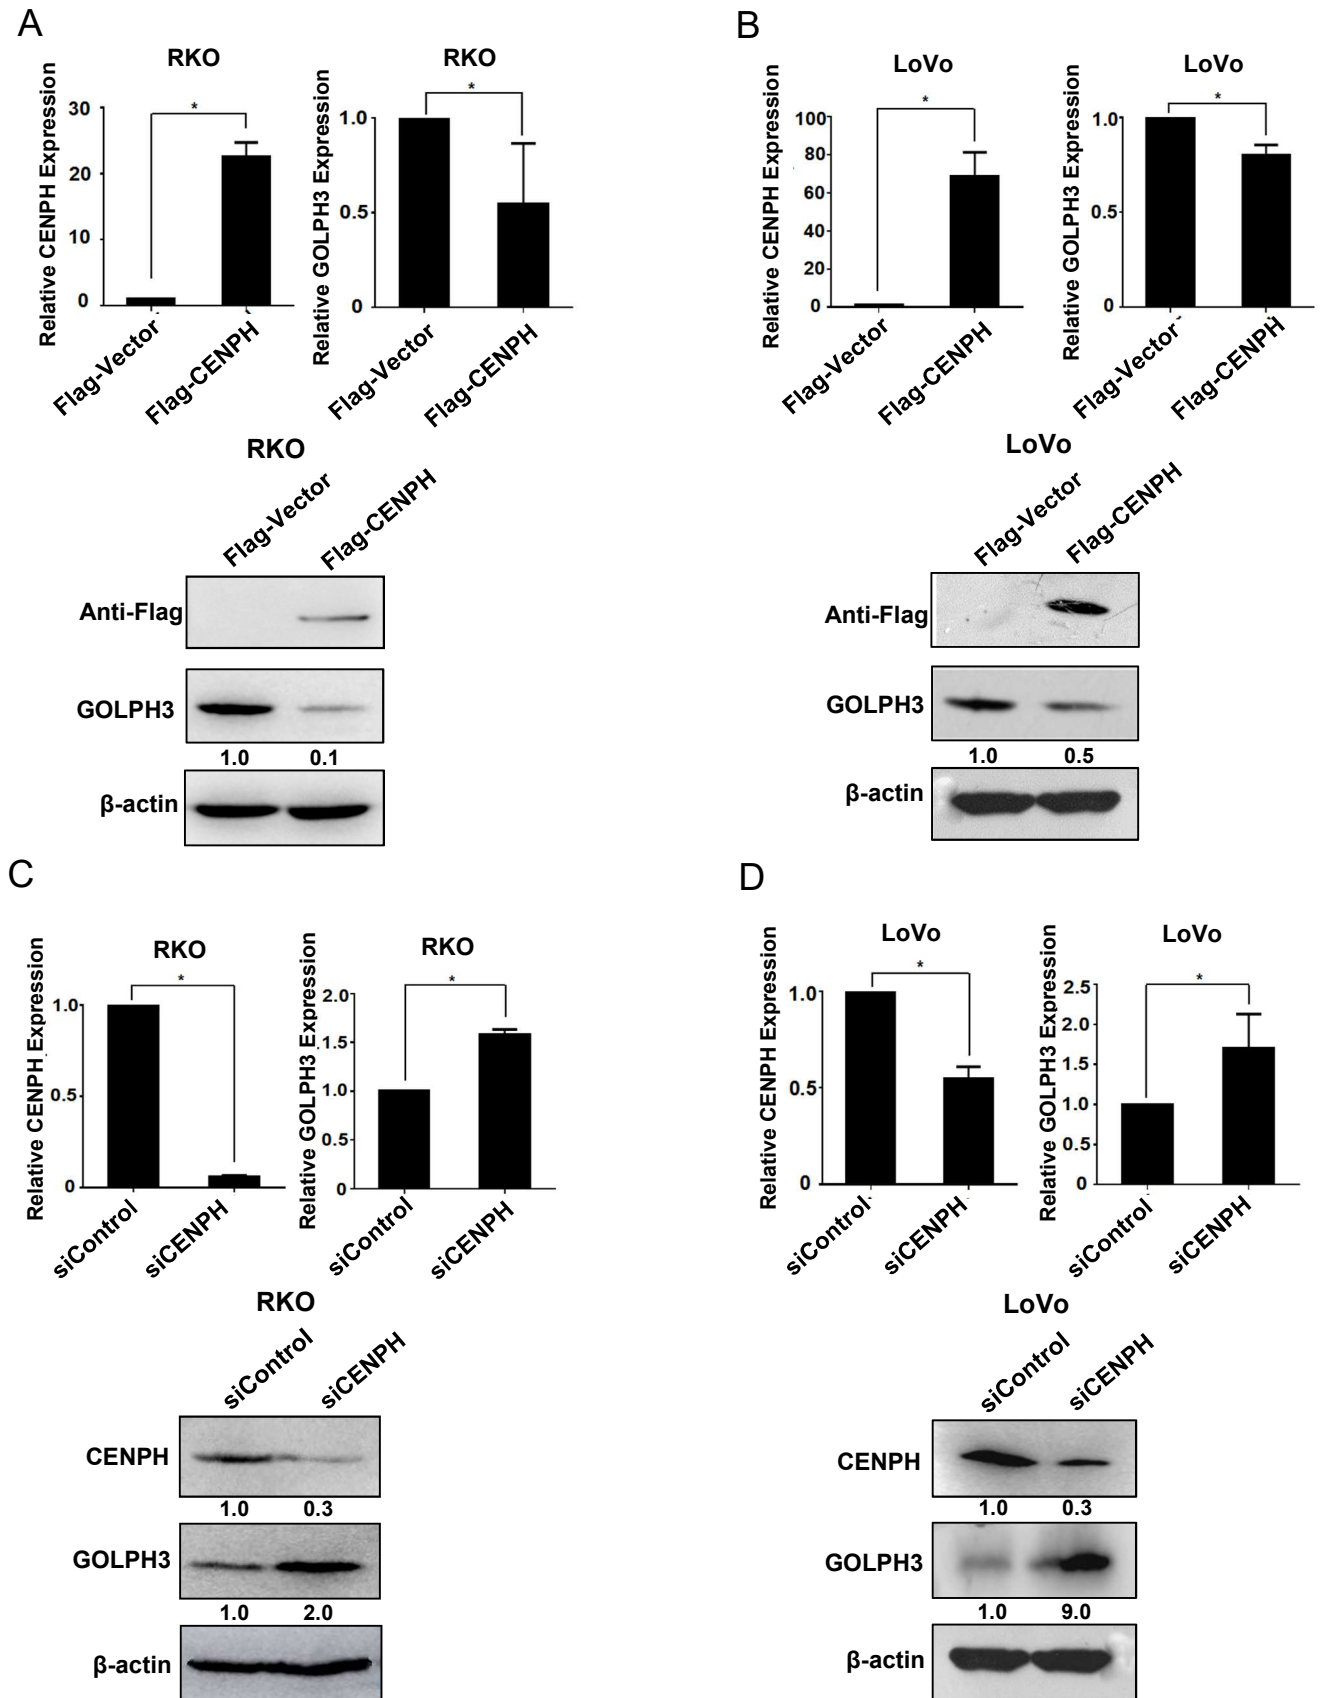 A
RKO
Relative CENPH Expression
30
20
10
0
*
Flag-Vector
Flag-CENPH
RKO
Relative GOLPH3 Expression
1.0
0.5
0
*
Flag-Vector
Flag-CENPH
RKO
Flag-Vector
Flag-CENPH
Anti-Flag
GOLPH3
1.0 0.1
β-actin
B
LoVo
Relative CENPH Expression
100
80
60
40
20
0
*
Flag-Vector
Flag-CENPH
LoVo
Relative GOLPH3 Expression
1.0
0.5
0
*
Flag-Vector
Flag-CENPH
LoVo
Flag-Vector
Flag-CENPH
Anti-Flag
GOLPH3
1.0 0.5
β-actin
C
RKO
Relative CENPH Expression
1.0
0.5
0
*
siControl
siCENPH
RKO
Relative GOLPH3 Expression
2.0
1.5
1.0
0.5
0
*
siControl
siCENPH
RKO
siControl
siCENPH
CENPH
1.0 0.3
GOLPH3
1.0 2.0
β-actin
D
LoVo
Relative CENPH Expression
1.0
0.5
0
*
siControl
siCENPH
LoVo
Relative GOLPH3 Expression
2.5
2.0
1.5
1.0
0.5
0
*
siControl
siCENPH
LoVo
siControl
siCENPH
CENPH
1.0 0.3
GOLPH3
1.0 9.0
β-actin